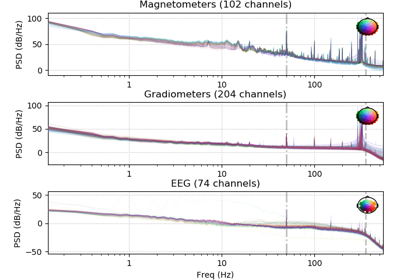 Magnetometers (102 channels)
PSD (dB/Hz)
100
50
0
1
10
100
Gradiometers (204 channels)
PSD (dB/Hz)
100
50
0
1
10
100
EEG (74 channels)
PSD (dB/Hz)
50
0
−50
1
10
100
Freq (Hz)